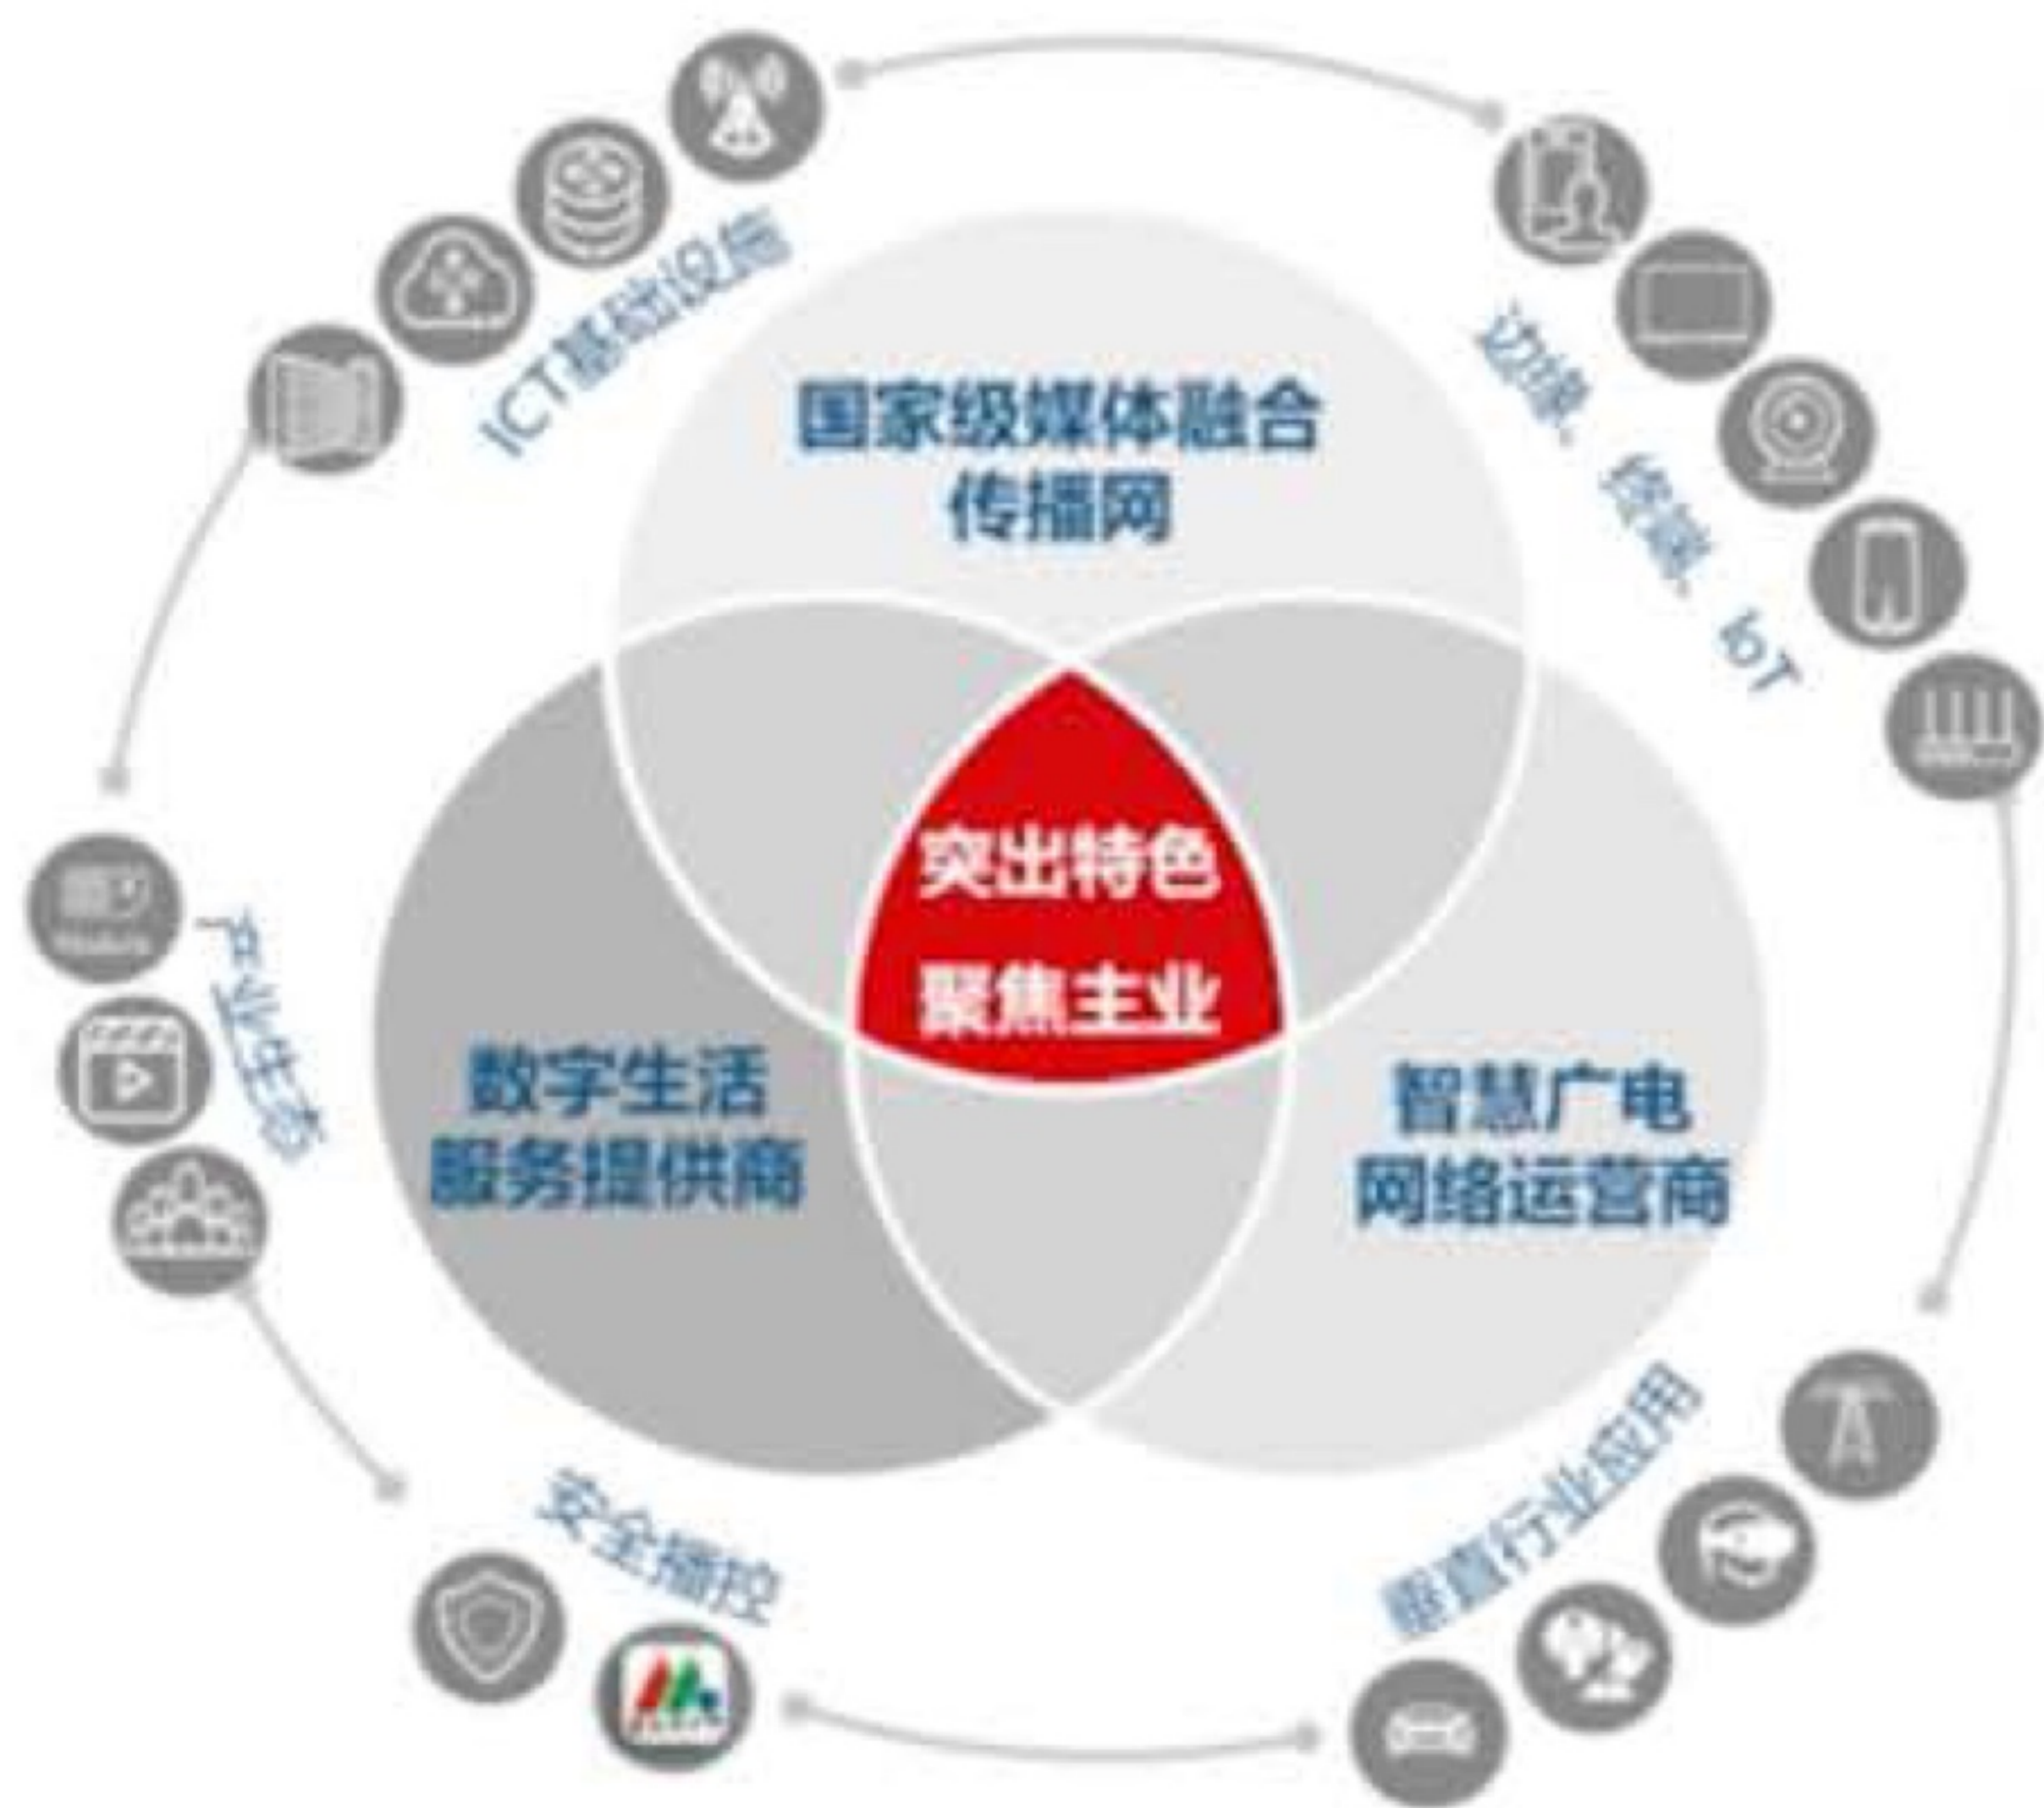 ICT基础设施
边缘、终端、IoT
国家级媒体融合
传播网
突出特色
聚焦主业
产业生态
数字生活
服务提供商
智慧广电
网络运营商
安全播控
垂直行业应用